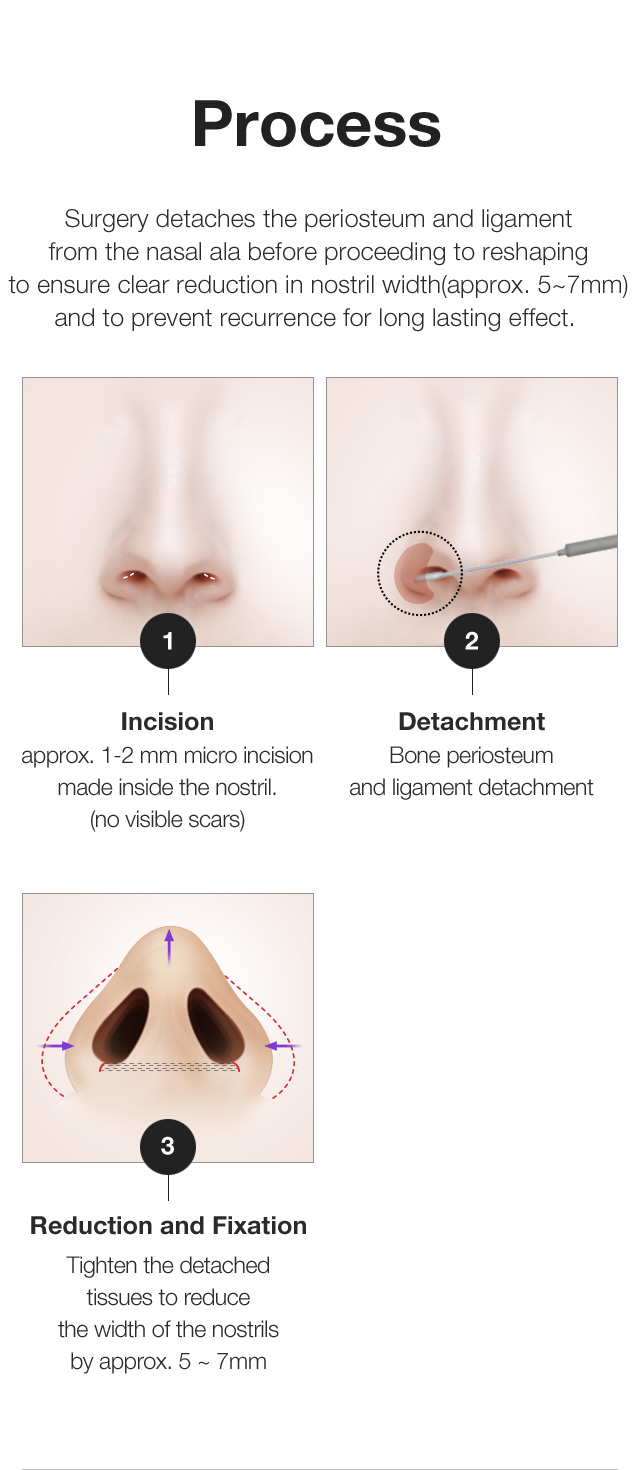 Process
Surgery detaches the periosteum and ligament
from the nasal ala before proceeding to reshaping
to ensure clear reduction in nostril width(approx. 5~7mm)
and to prevent recurrence for long lasting effect.
1
Incision
approx. 1-2 mm micro incision
made inside the nostril.
(no visible scars)
2
Detachment
Bone periosteum
and ligament detachment
3
Reduction and Fixation
Tighten the detached
tissues to reduce
the width of the nostrils
by approx. 5 ~ 7mm